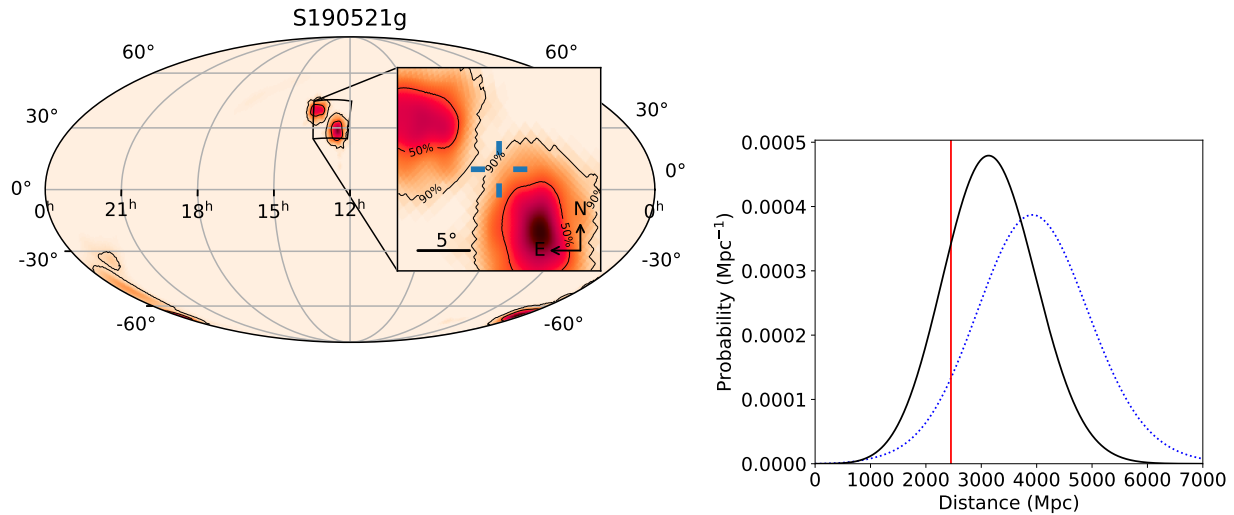 S190521g
60° 60°
30° 30°
0° 0°
0ʰ 21ʰ 18ʰ 15ʰ 12ʰ 0ʰ
-30° -30°
-60° -60°
50%
90%
90%
90%
50%
N
E
5°
Probability (Mpc⁻¹)
0.0005
0.0004
0.0003
0.0002
0.0001
0.0000
0 1000 2000 3000 4000 5000 6000 7000
Distance (Mpc)